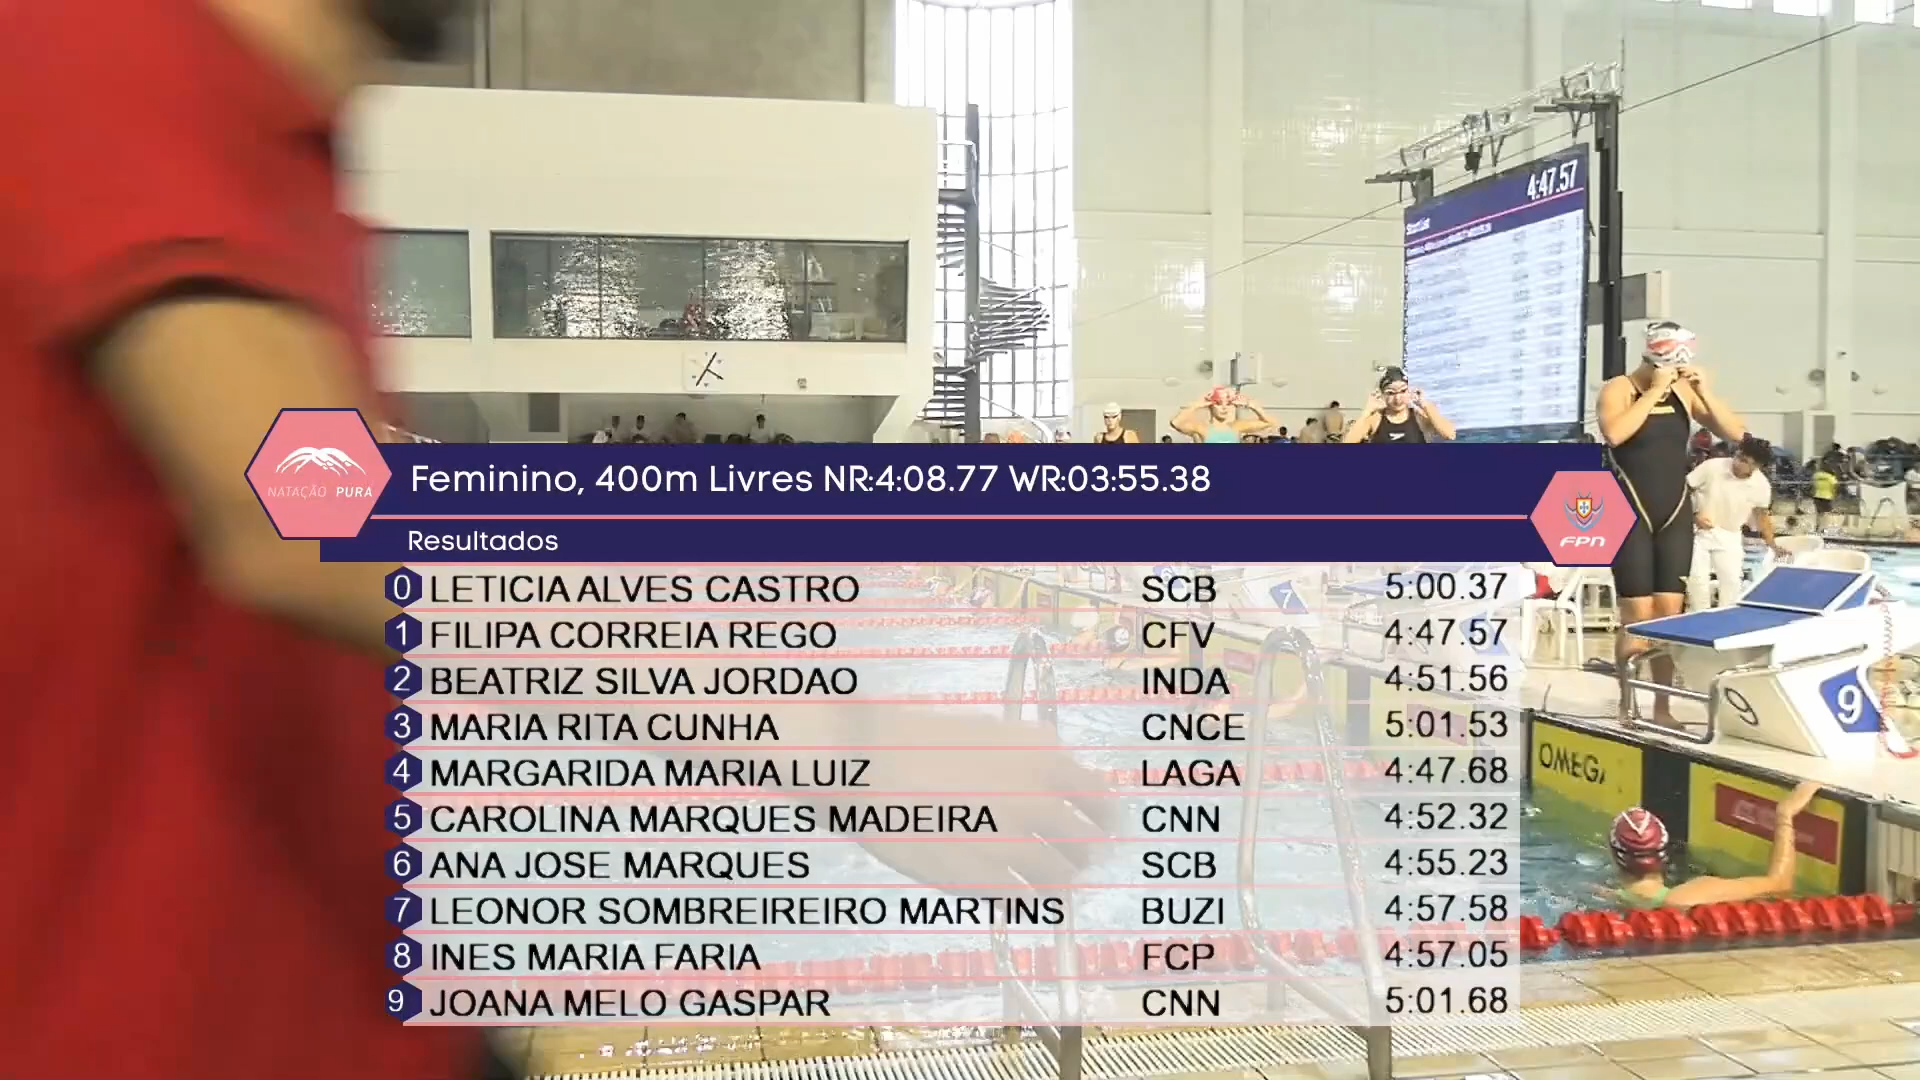 4:47.57
NATAÇÃO PURA
Feminino, 400m Livres NR:4:08.77 WR:03:55.38
FPN
Resultados
0 LETICIA ALVES CASTRO SCB 5:00.37
1 FILIPA CORREIA REGO CFV 4:47.57
2 BEATRIZ SILVA JORDAO INDA 4:51.56
3 MARIA RITA CUNHA CNCE 5:01.53
4 MARGARIDA MARIA LUIZ LAGA 4:47.68
5 CAROLINA MARQUES MADEIRA CNN 4:52.32
6 ANA JOSE MARQUES SCB 4:55.23
7 LEONOR SOMBREIREIRO MARTINS BUZI 4:57.58
8 INES MARIA FARIA FCP 4:57.05
9 JOANA MELO GASPAR CNN 5:01.68
7
9
9
OMEGA